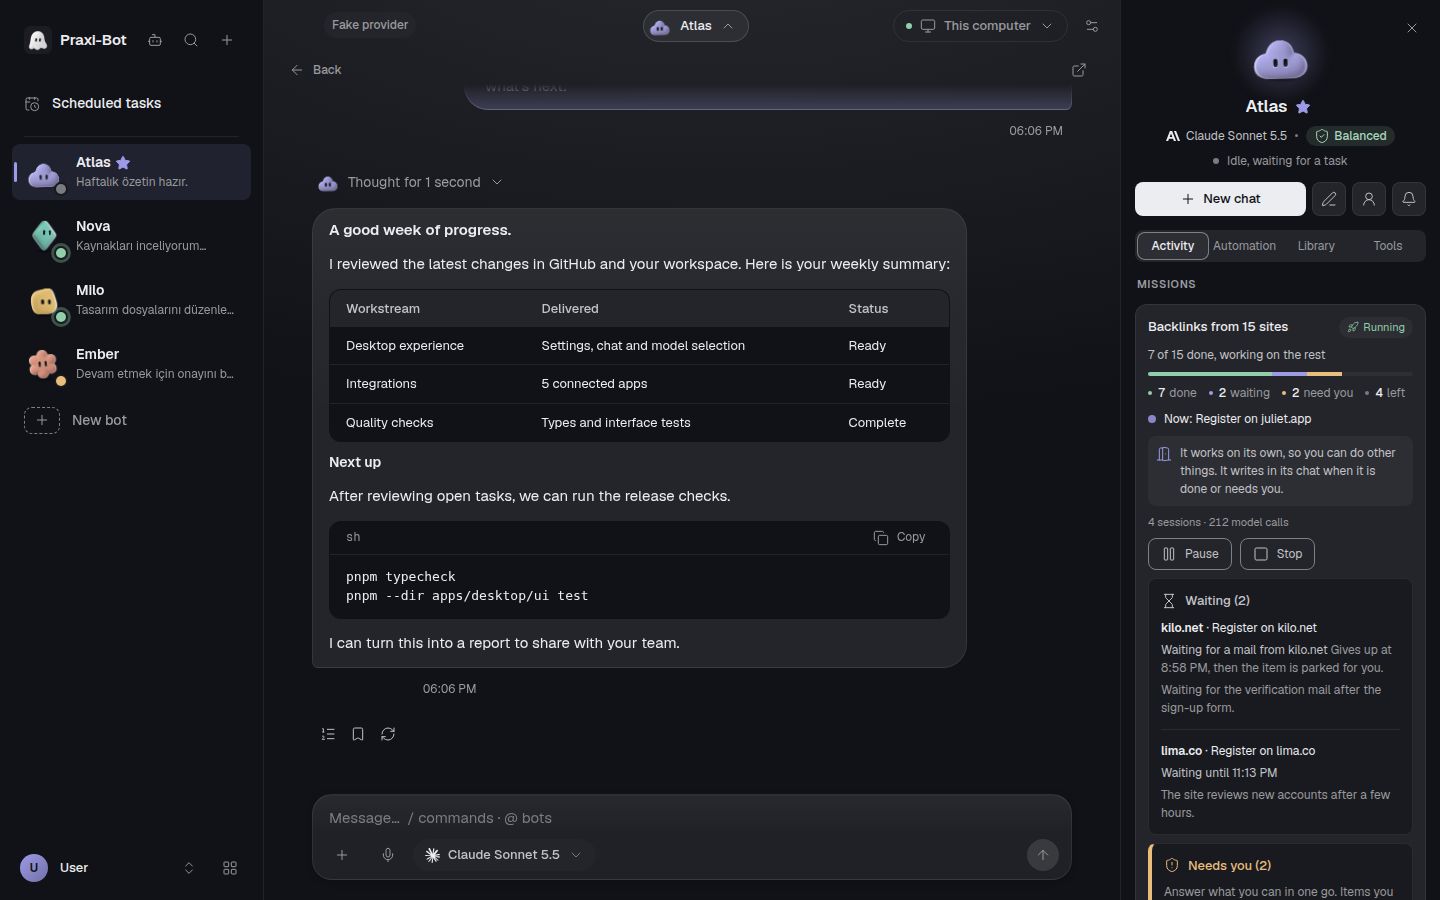 Praxi-Bot
Scheduled tasks
Atlas
Haftalık özetin hazır.
Nova
Kaynakları inceliyorum…
Milo
Tasarım dosyalarını düzenle…
Ember
Devam etmek için onayını b…
New bot
U
User
Fake provider
Atlas
This computer
Back
what's next.
06:06 PM
Thought for 1 second
A good week of progress.
I reviewed the latest changes in GitHub and your workspace. Here is your weekly summary:
Workstream Delivered Status
Desktop experience Settings, chat and model selection Ready
Integrations 5 connected apps Ready
Quality checks Types and interface tests Complete
Next up
After reviewing open tasks, we can run the release checks.
sh Copy
pnpm typecheck
pnpm --dir apps/desktop/ui test
I can turn this into a report to share with your team.
06:06 PM
Message… / commands · @ bots
Claude Sonnet 5.5
Atlas
Claude Sonnet 5.5 • Balanced
Idle, waiting for a task
New chat
Activity Automation Library Tools
MISSIONS
Backlinks from 15 sites Running
7 of 15 done, working on the rest
7 done 2 waiting 2 need you 4 left
Now: Register on juliet.app
It works on its own, so you can do other
things. It writes in its chat when it is
done or needs you.
4 sessions · 212 model calls
Pause Stop
Waiting (2)
kilo.net · Register on kilo.net
Waiting for a mail from kilo.net Gives up at
8:58 PM, then the item is parked for you.
Waiting for the verification mail after the
sign-up form.
lima.co · Register on lima.co
Waiting until 11:13 PM
The site reviews new accounts after a few
hours.
Needs you (2)
Answer what you can in one go. Items you